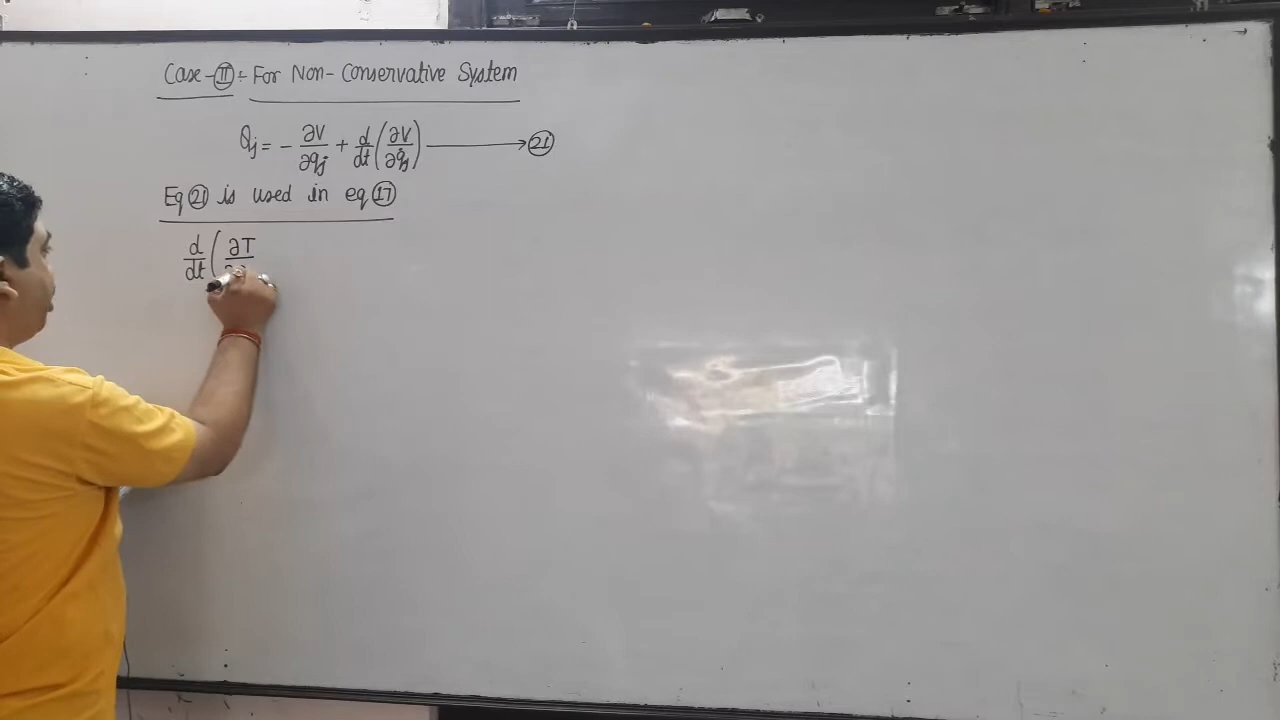 Case-Ⅱ:- For Non-Conservative System
Qj = - ∂V/∂qj + d/dt (∂V/∂q̇j) → ㉑
Eq ㉑ is used in eq ⑰
d/dt ( ∂T